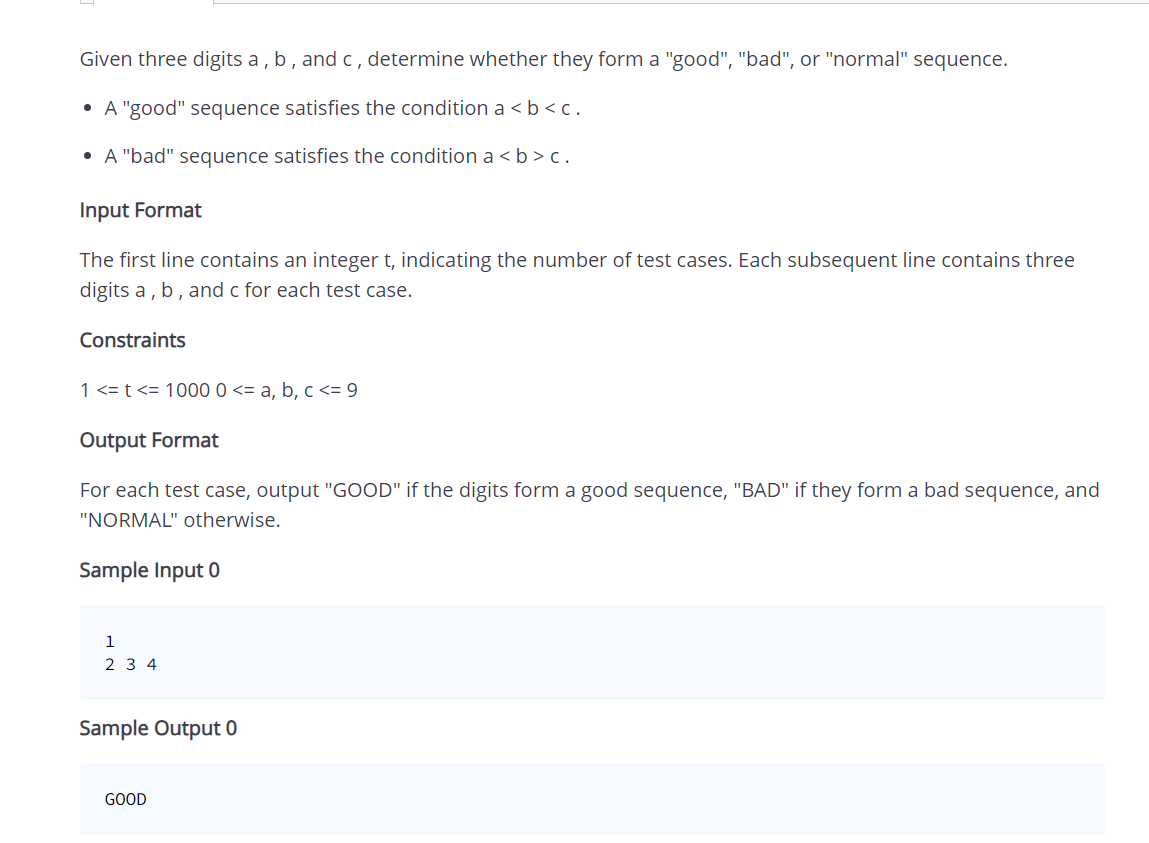 Given three digits a , b , and c , determine whether they form a "good", "bad", or "normal" sequence.
• A "good" sequence satisfies the condition a < b < c .
• A "bad" sequence satisfies the condition a < b > c .
Input Format
The first line contains an integer t, indicating the number of test cases. Each subsequent line contains three
digits a , b , and c for each test case.
Constraints
1 <= t <= 1000 0 <= a, b, c <= 9
Output Format
For each test case, output "GOOD" if the digits form a good sequence, "BAD" if they form a bad sequence, and
"NORMAL" otherwise.
Sample Input 0
1
2 3 4
Sample Output 0
GOOD